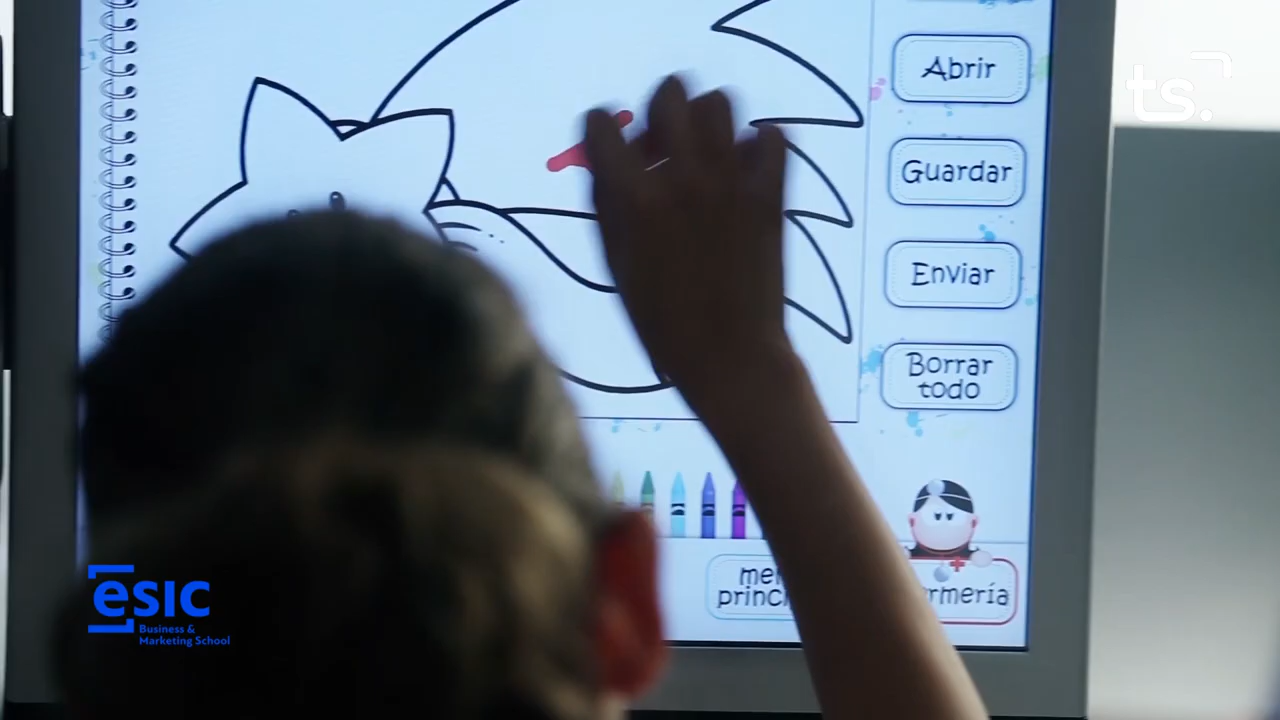 Abrir
ts.
Guardar
Enviar
Borrar
todo
esic
Business &
Marketing School